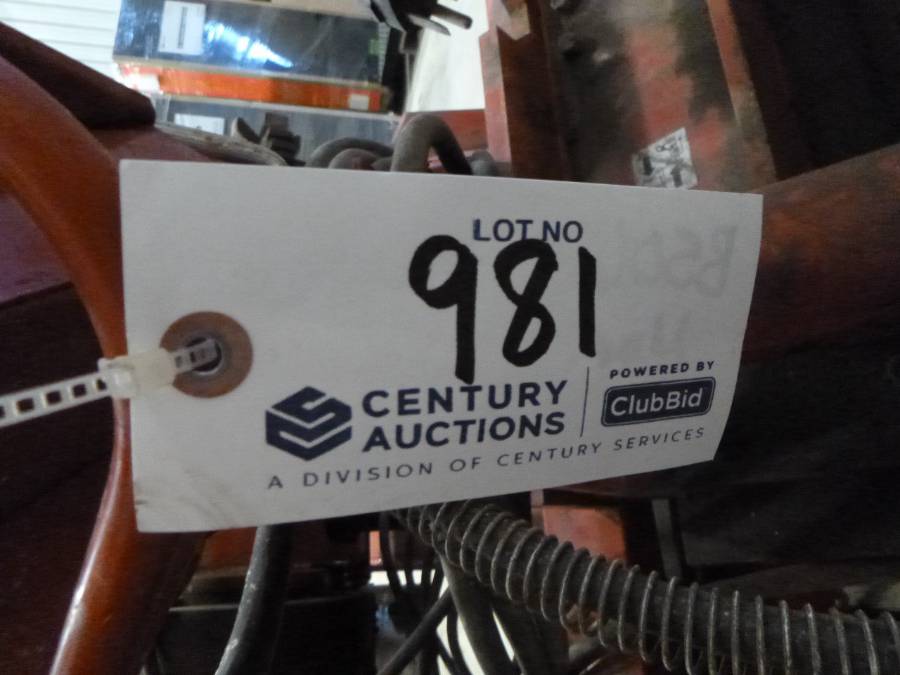 LOT NO
981
CENTURY
AUCTIONS
POWERED BY
ClubBid
A DIVISION OF CENTURY SERVICES